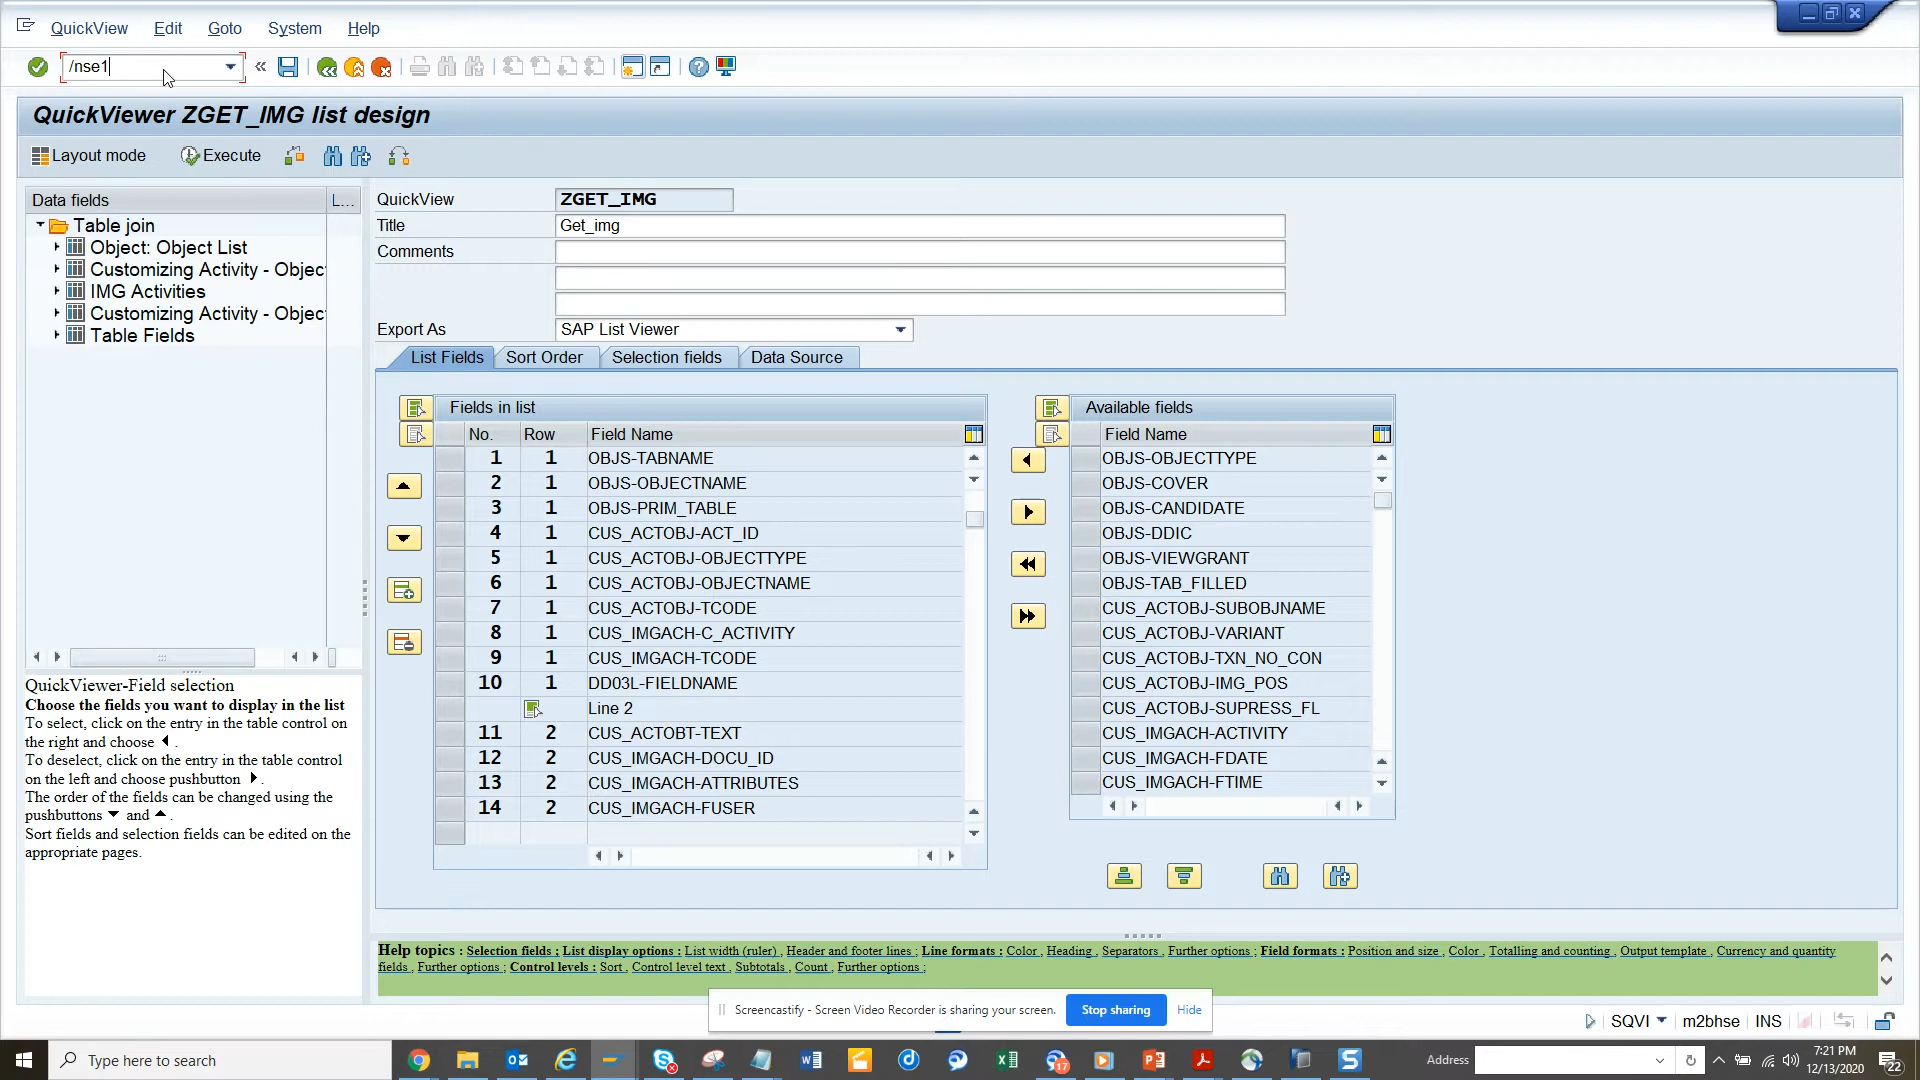 QuickView Edit Goto System Help
/nse1
QuickViewer ZGET_IMG list design
Layout mode Execute
Data fields L...
Table join
Object: Object List
Customizing Activity - Objec
IMG Activities
Customizing Activity - Objec
Table Fields
QuickViewer-Field selection
Choose the fields you want to display in the list
To select, click on the entry in the table control on
the right and choose .
To deselect, click on the entry in the table control
on the left and choose pushbutton .
The order of the fields can be changed using the
pushbuttons and .
Sort fields and selection fields can be edited on the
appropriate pages.
QuickView ZGET_IMG
Title Get_img
Comments
Export As SAP List Viewer
List Fields Sort Order Selection fields Data Source
Fields in list
No. Row Field Name
1 1 OBJS-TABNAME
2 1 OBJS-OBJECTNAME
3 1 OBJS-PRIM_TABLE
4 1 CUS_ACTOBJ-ACT_ID
5 1 CUS_ACTOBJ-OBJECTTYPE
6 1 CUS_ACTOBJ-OBJECTNAME
7 1 CUS_ACTOBJ-TCODE
8 1 CUS_IMGACH-C_ACTIVITY
9 1 CUS_IMGACH-TCODE
10 1 DD03L-FIELDNAME
Line 2
11 2 CUS_ACTOBT-TEXT
12 2 CUS_IMGACH-DOCU_ID
13 2 CUS_IMGACH-ATTRIBUTES
14 2 CUS_IMGACH-FUSER
Available fields
Field Name
OBJS-OBJECTTYPE
OBJS-COVER
OBJS-CANDIDATE
OBJS-DDIC
OBJS-VIEWGRANT
OBJS-TAB_FILLED
CUS_ACTOBJ-SUBOBJNAME
CUS_ACTOBJ-VARIANT
CUS_ACTOBJ-TXN_NO_CON
CUS_ACTOBJ-IMG_POS
CUS_ACTOBJ-SUPRESS_FL
CUS_IMGACH-ACTIVITY
CUS_IMGACH-FDATE
CUS_IMGACH-FTIME
Help topics : Selection fields ; List display options : List width (ruler) , Header and footer lines ; Line formats : Color , Heading , Separators , Further options ; Field formats : Position and size , Color , Totalling and counting , Output template , Currency and quantity
fields , Further options ; Control levels : Sort , Control level text , Subtotals , Count , Further options ;
Screencastify - Screen Video Recorder is sharing your screen. Stop sharing Hide
SQVI m2bhse INS
Type here to search
17
Address
7:21 PM
12/13/2020
22